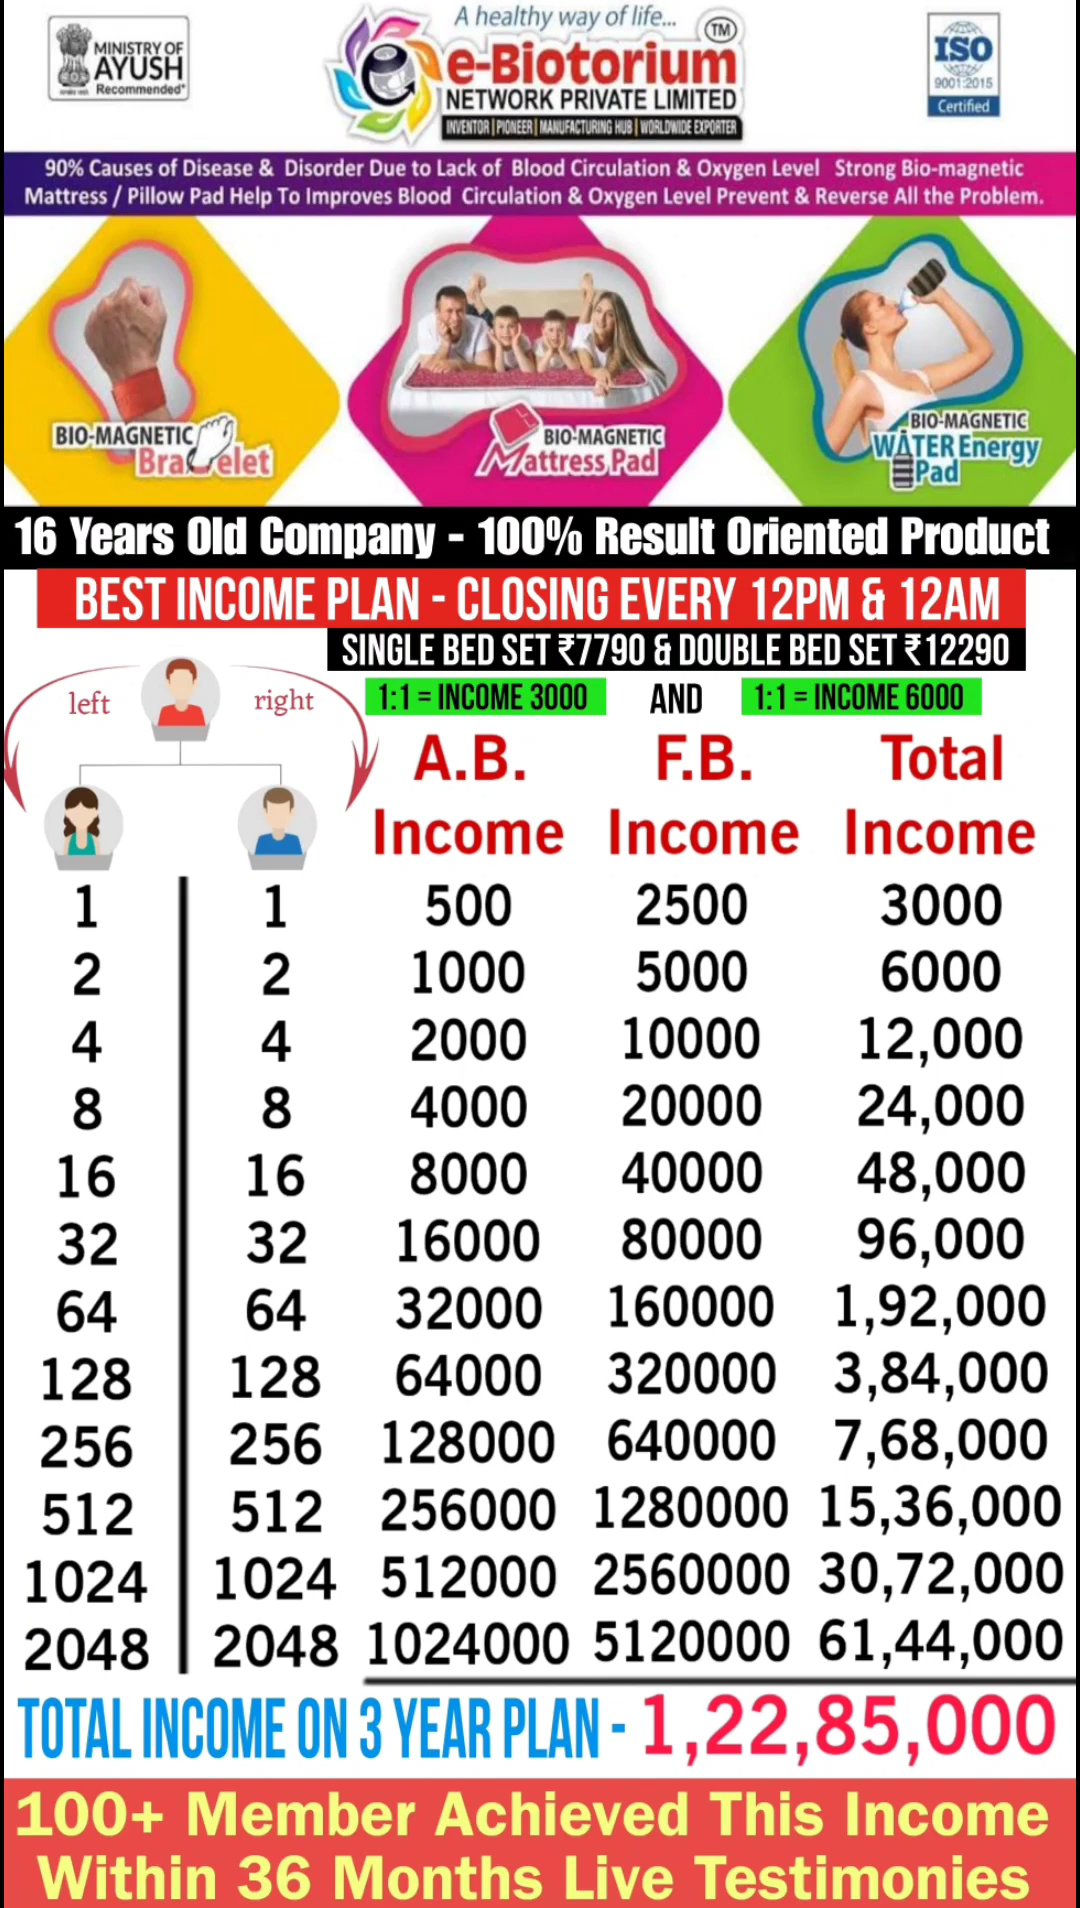 A healthy way of life...
MINISTRY OF
AYUSH
Recommended*
e-Biotorium
TM
NETWORK PRIVATE LIMITED
INVENTOR | PIONEER | MANUFACTURING HUB | WORLDWIDE EXPORTER
ISO
9001:2015
Certified
90% Causes of Disease & Disorder Due to Lack of Blood Circulation & Oxygen Level Strong Bio-magnetic
Mattress / Pillow Pad Help To Improves Blood Circulation & Oxygen Level Prevent & Reverse All the Problem.
BIO-MAGNETIC
Bracelet
BIO-MAGNETIC
Mattress Pad
BIO-MAGNETIC
WATER Energy
Pad
16 Years Old Company - 100% Result Oriented Product
BEST INCOME PLAN - CLOSING EVERY 12PM & 12AM
SINGLE BED SET ₹7790 & DOUBLE BED SET ₹12290
left right 1:1 = INCOME 3000 AND 1:1 = INCOME 6000
A.B. F.B. Total
Income Income Income
1 1 500 2500 3000
2 2 1000 5000 6000
4 4 2000 10000 12,000
8 8 4000 20000 24,000
16 16 8000 40000 48,000
32 32 16000 80000 96,000
64 64 32000 160000 1,92,000
128 128 64000 320000 3,84,000
256 256 128000 640000 7,68,000
512 512 256000 1280000 15,36,000
1024 1024 512000 2560000 30,72,000
2048 2048 1024000 5120000 61,44,000
TOTAL INCOME ON 3 YEAR PLAN - 1,22,85,000
100+ Member Achieved This Income
Within 36 Months Live Testimonies